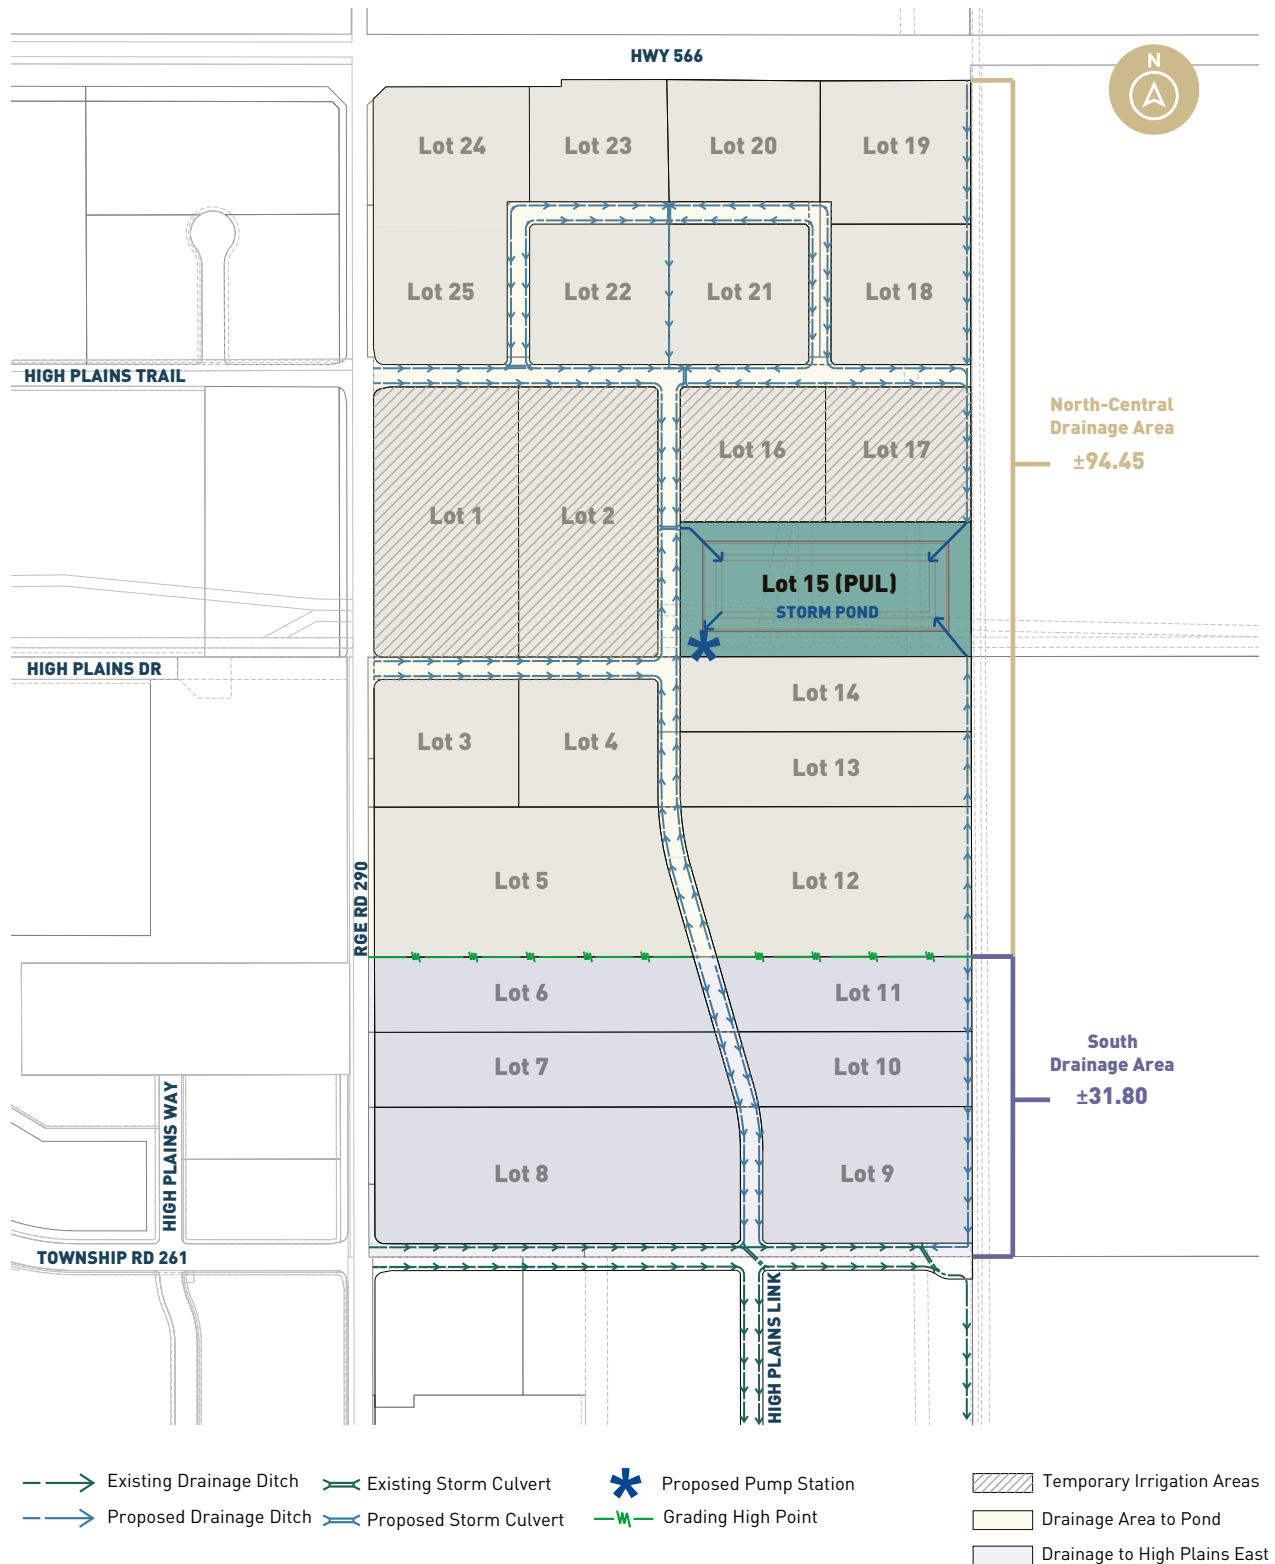 HWY 566
N
Lot 24
Lot 23
Lot 20
Lot 19
Lot 25
Lot 22
Lot 21
Lot 18
HIGH PLAINS TRAIL
North-Central
Drainage Area
±94.45
Lot 16
Lot 17
Lot 1
Lot 2
Lot 15 (PUL)
STORM POND
HIGH PLAINS DR
Lot 14
Lot 3
Lot 4
Lot 13
RGE RD 290
Lot 5
Lot 12
Lot 6
Lot 11
South
Drainage Area
±31.80
Lot 7
Lot 10
HIGH PLAINS WAY
Lot 8
Lot 9
TOWNSHIP RD 261
HIGH PLAINS LINK
Existing Drainage Ditch
Existing Storm Culvert
Proposed Pump Station
Temporary Irrigation Areas
Proposed Drainage Ditch
Proposed Storm Culvert
Grading High Point
Drainage Area to Pond
Drainage to High Plains East